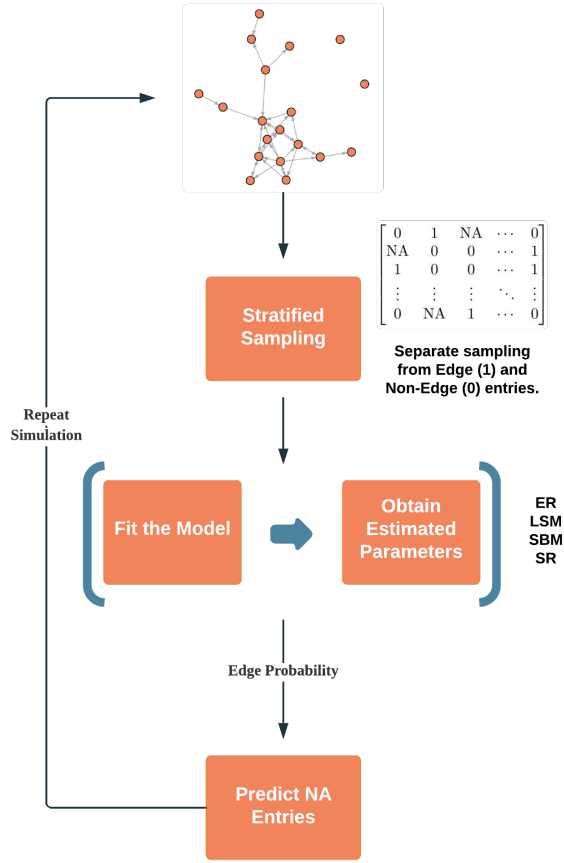 0 1 NA ⋯ 0
NA 0 0 ⋯ 1
1 0 0 ⋯ 1
⋮ ⋮ ⋮ ⋱ ⋮
0 NA 1 ⋯ 0
Stratified
Sampling
Separate sampling
from Edge (1) and
Non-Edge (0) entries.
Repeat
Simulation
Fit the Model
Obtain
Estimated
Parameters
ER
LSM
SBM
SR
Edge Probability
Predict NA
Entries